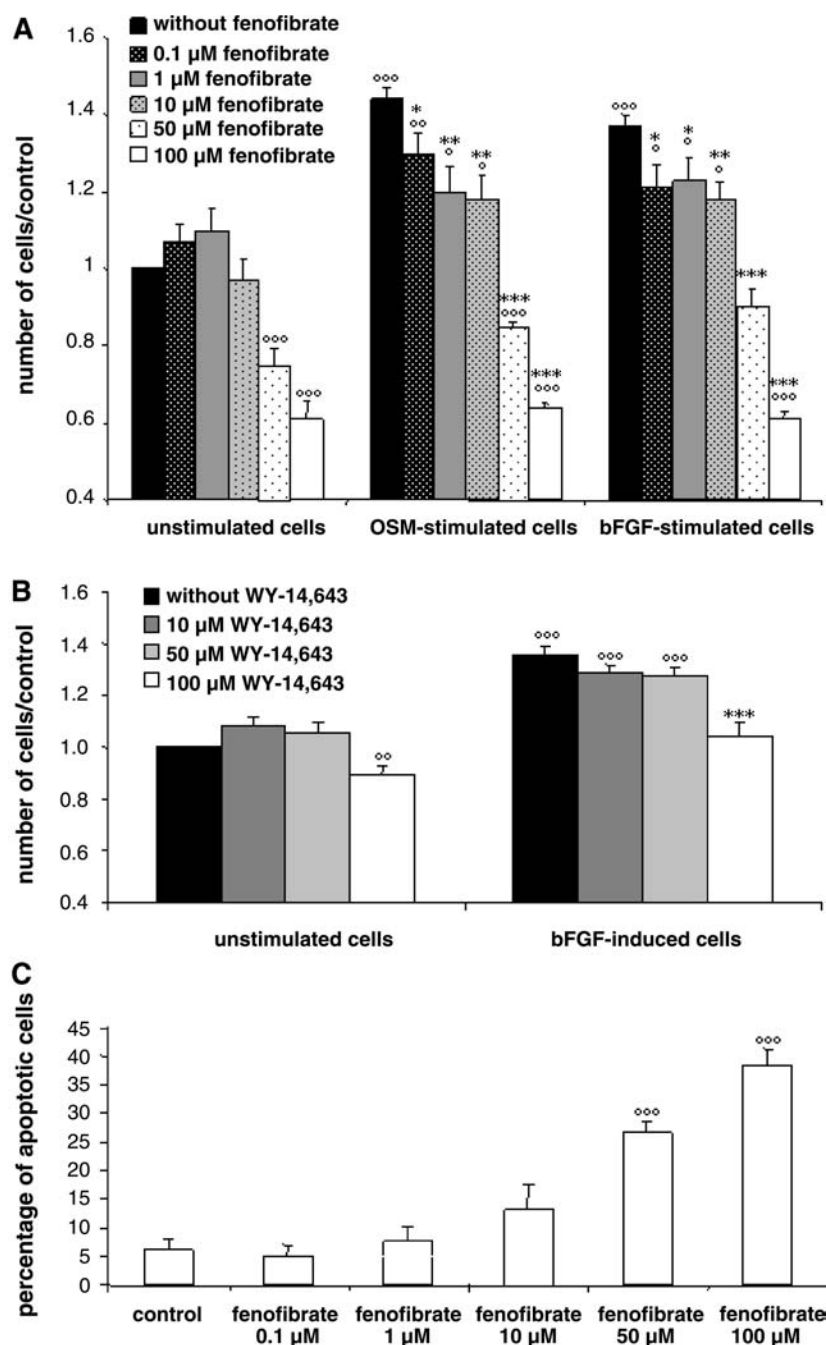 A
without fenofibrate
0.1 µM fenofibrate
1 µM fenofibrate
10 µM fenofibrate
50 µM fenofibrate
100 µM fenofibrate
number of cells/control
1.6
1.4
1.2
1
0.8
0.6
0.4
°°°
°°°
°°°
*
°°
**
°
**
°
***
°°°
***
°°°
°°°
*
°
*
°
**
°
***
***
°°°
unstimulated cells
OSM-stimulated cells
bFGF-stimulated cells
B
without WY-14,643
10 µM WY-14,643
50 µM WY-14,643
100 µM WY-14,643
number of cells/control
1.6
1.4
1.2
1.0
0.8
0.6
0.4
°°
°°°
°°°
°°°
***
unstimulated cells
bFGF-induced cells
C
percentage of apoptotic cells
45
40
35
30
25
20
15
10
5
0
°°°
°°°
control
fenofibrate
0.1 µM
fenofibrate
1 µM
fenofibrate
10 µM
fenofibrate
50 µM
fenofibrate
100 µM